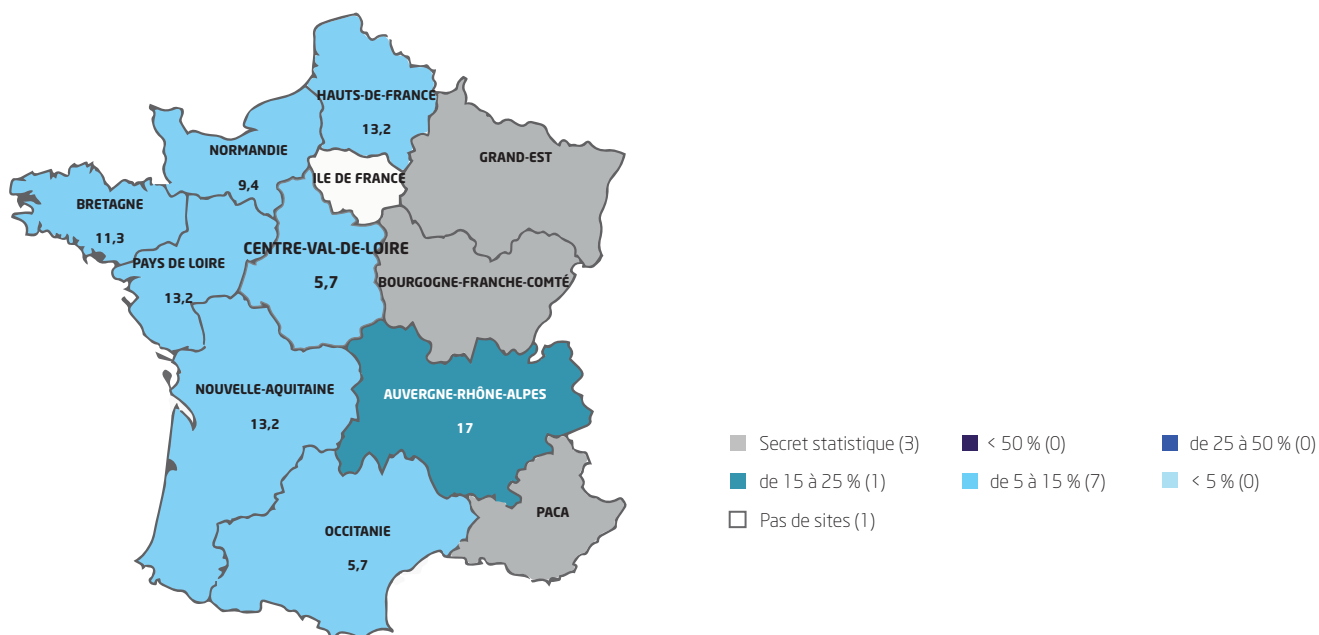 HAUTS-DE-FRANCE
13,2
NORMANDIE
9,4
ILE DE FRANCE
GRAND-EST
BRETAGNE
11,3
PAYS DE LOIRE
13,2
CENTRE-VAL-DE-LOIRE
5,7
BOURGOGNE-FRANCHE-COMTÉ
NOUVELLE-AQUITAINE
13,2
AUVERGNE-RHÔNE-ALPES
17
OCCITANIE
5,7
PACA
Secret statistique (3)
< 50 % (0)
de 25 à 50 % (0)
de 15 à 25 % (1)
de 5 à 15 % (7)
< 5 % (0)
Pas de sites (1)